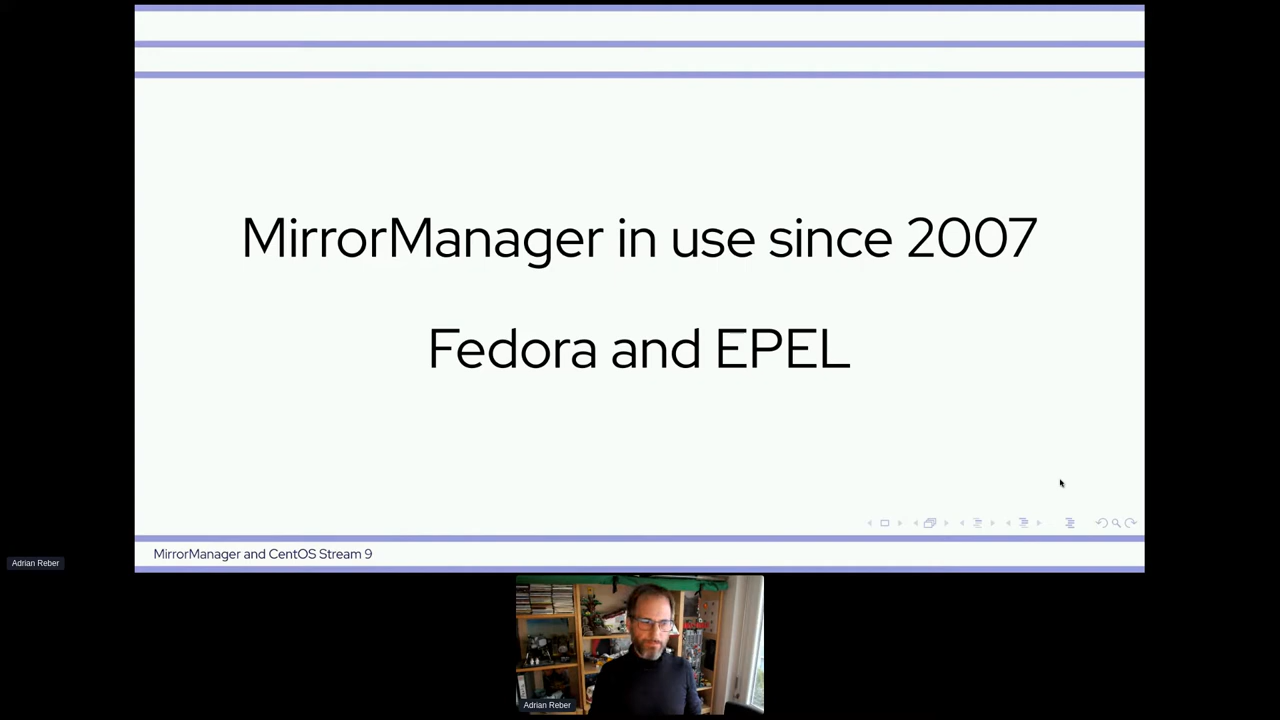 MirrorManager in use since 2007
Fedora and EPEL
MirrorManager and CentOS Stream 9
Adrian Reber
Adrian Reber